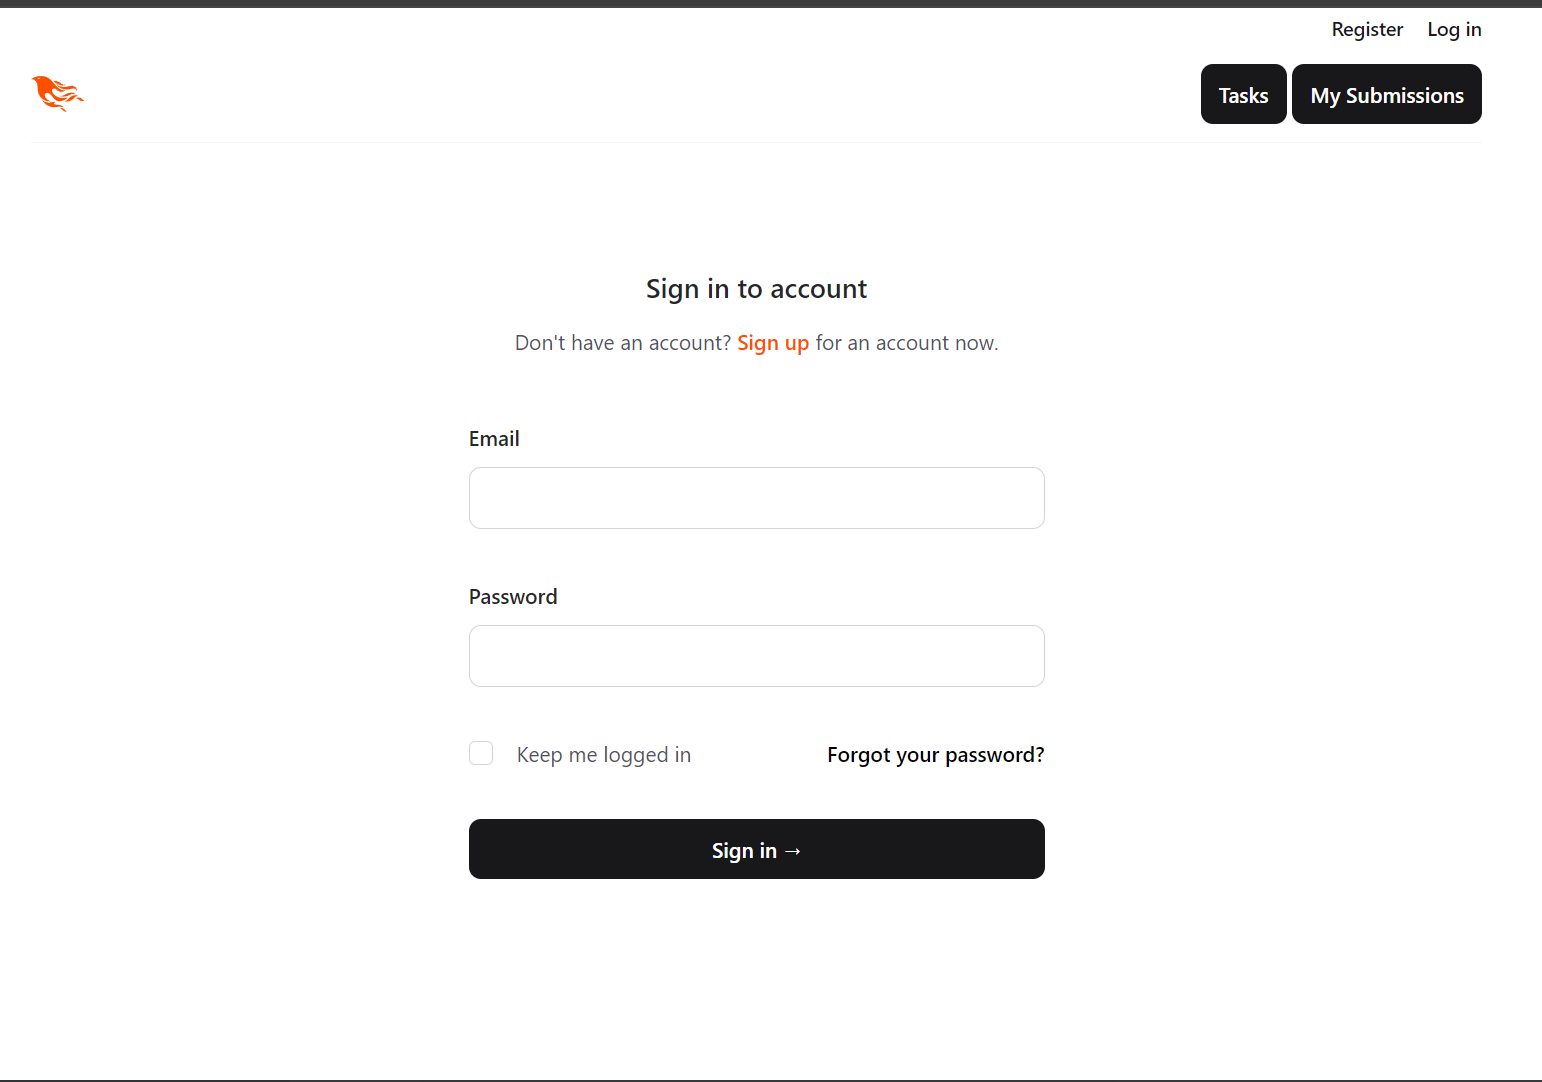 Register Log in
Tasks My Submissions
Sign in to account
Don't have an account? Sign up for an account now.
Email
Password
Keep me logged in Forgot your password?
Sign in →